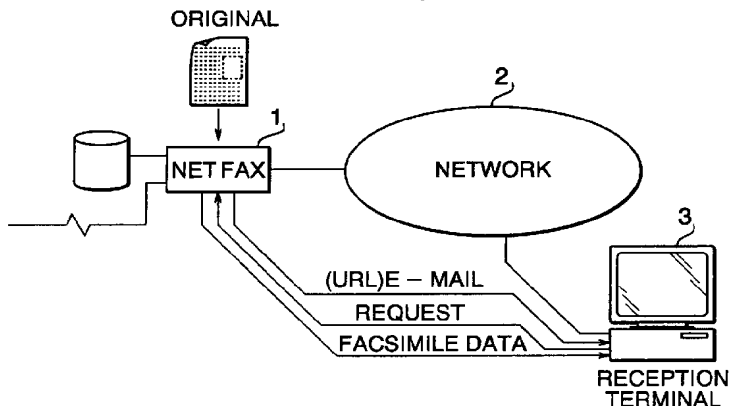 ORIGINAL
1
2
NET FAX
NETWORK
3
(URL)E – MAIL
REQUEST
FACSIMILE DATA
RECEPTION
TERMINAL